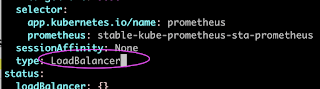 selector:
app.kubernetes.io/name: prometheus
prometheus: stable-kube-prometheus-sta-prometheus
sessionAffinity: None
type: LoadBalancer
status:
loadBalancer: {}